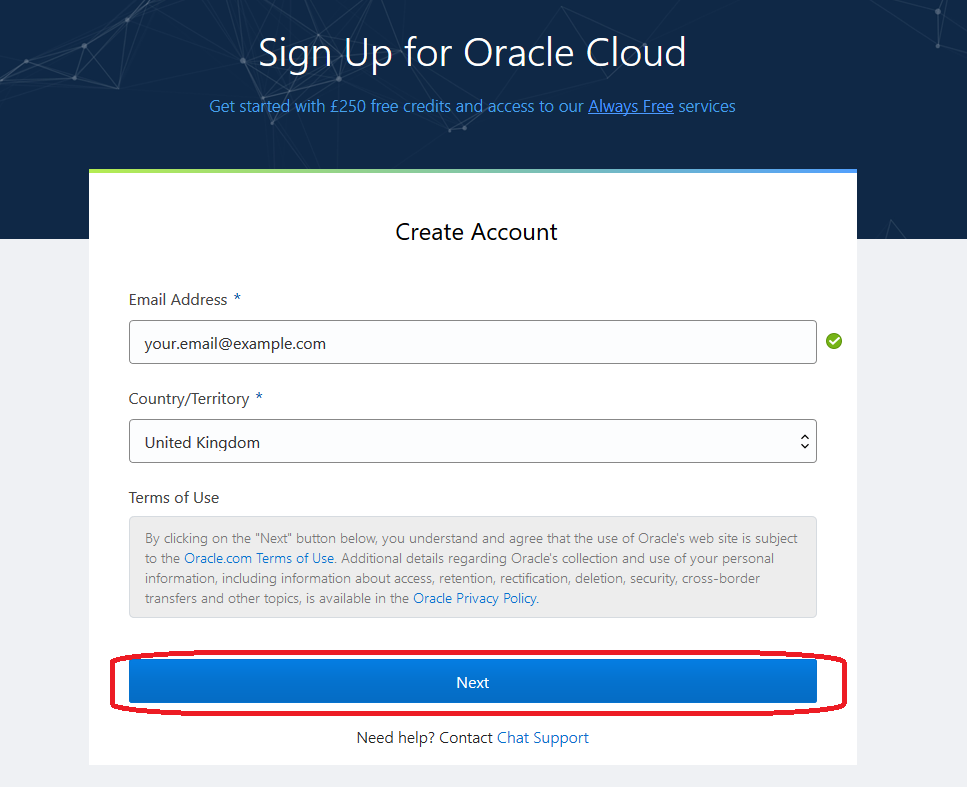 Sign Up for Oracle Cloud
Get started with £250 free credits and access to our Always Free services
Create Account
Email Address *
your.email@example.com
Country/Territory *
United Kingdom
Terms of Use
By clicking on the "Next" button below, you understand and agree that the use of Oracle's web site is subject
to the Oracle.com Terms of Use. Additional details regarding Oracle's collection and use of your personal
information, including information about access, retention, rectification, deletion, security, cross-border
transfers and other topics, is available in the Oracle Privacy Policy.
Next
Need help? Contact Chat Support